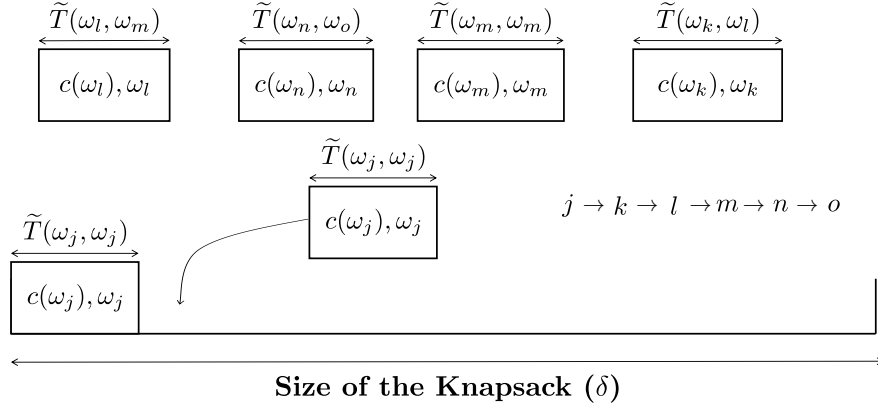 T̃(ω_l, ω_m) T̃(ω_n, ω_o) T̃(ω_m, ω_m) T̃(ω_k, ω_l)
c(ω_l), ω_l c(ω_n), ω_n c(ω_m), ω_m c(ω_k), ω_k
T̃(ω_j, ω_j)
c(ω_j), ω_j
j → k → l → m → n → o
T̃(ω_j, ω_j)
c(ω_j), ω_j
Size of the Knapsack (δ)